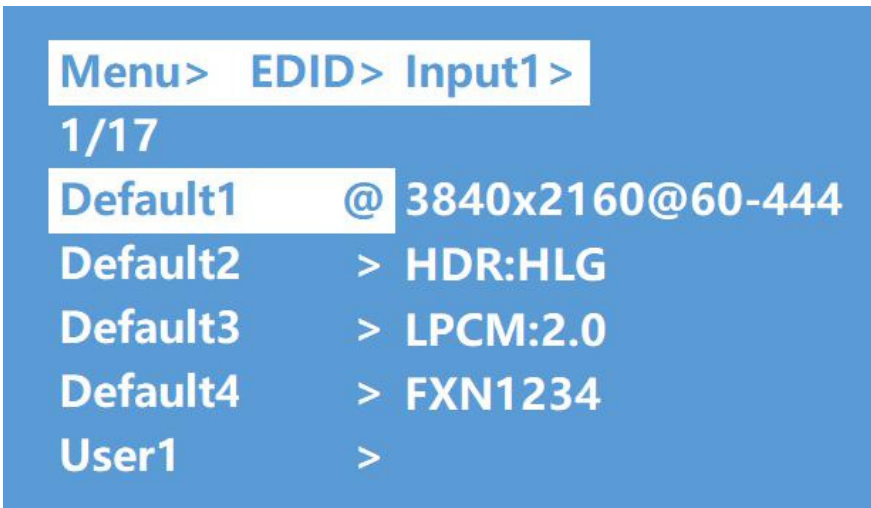 Menu> EDID> Input1>
1/17
Default1 @ 3840x2160@60-444
Default2 > HDR:HLG
Default3 > LPCM:2.0
Default4 > FXN1234
User1 >